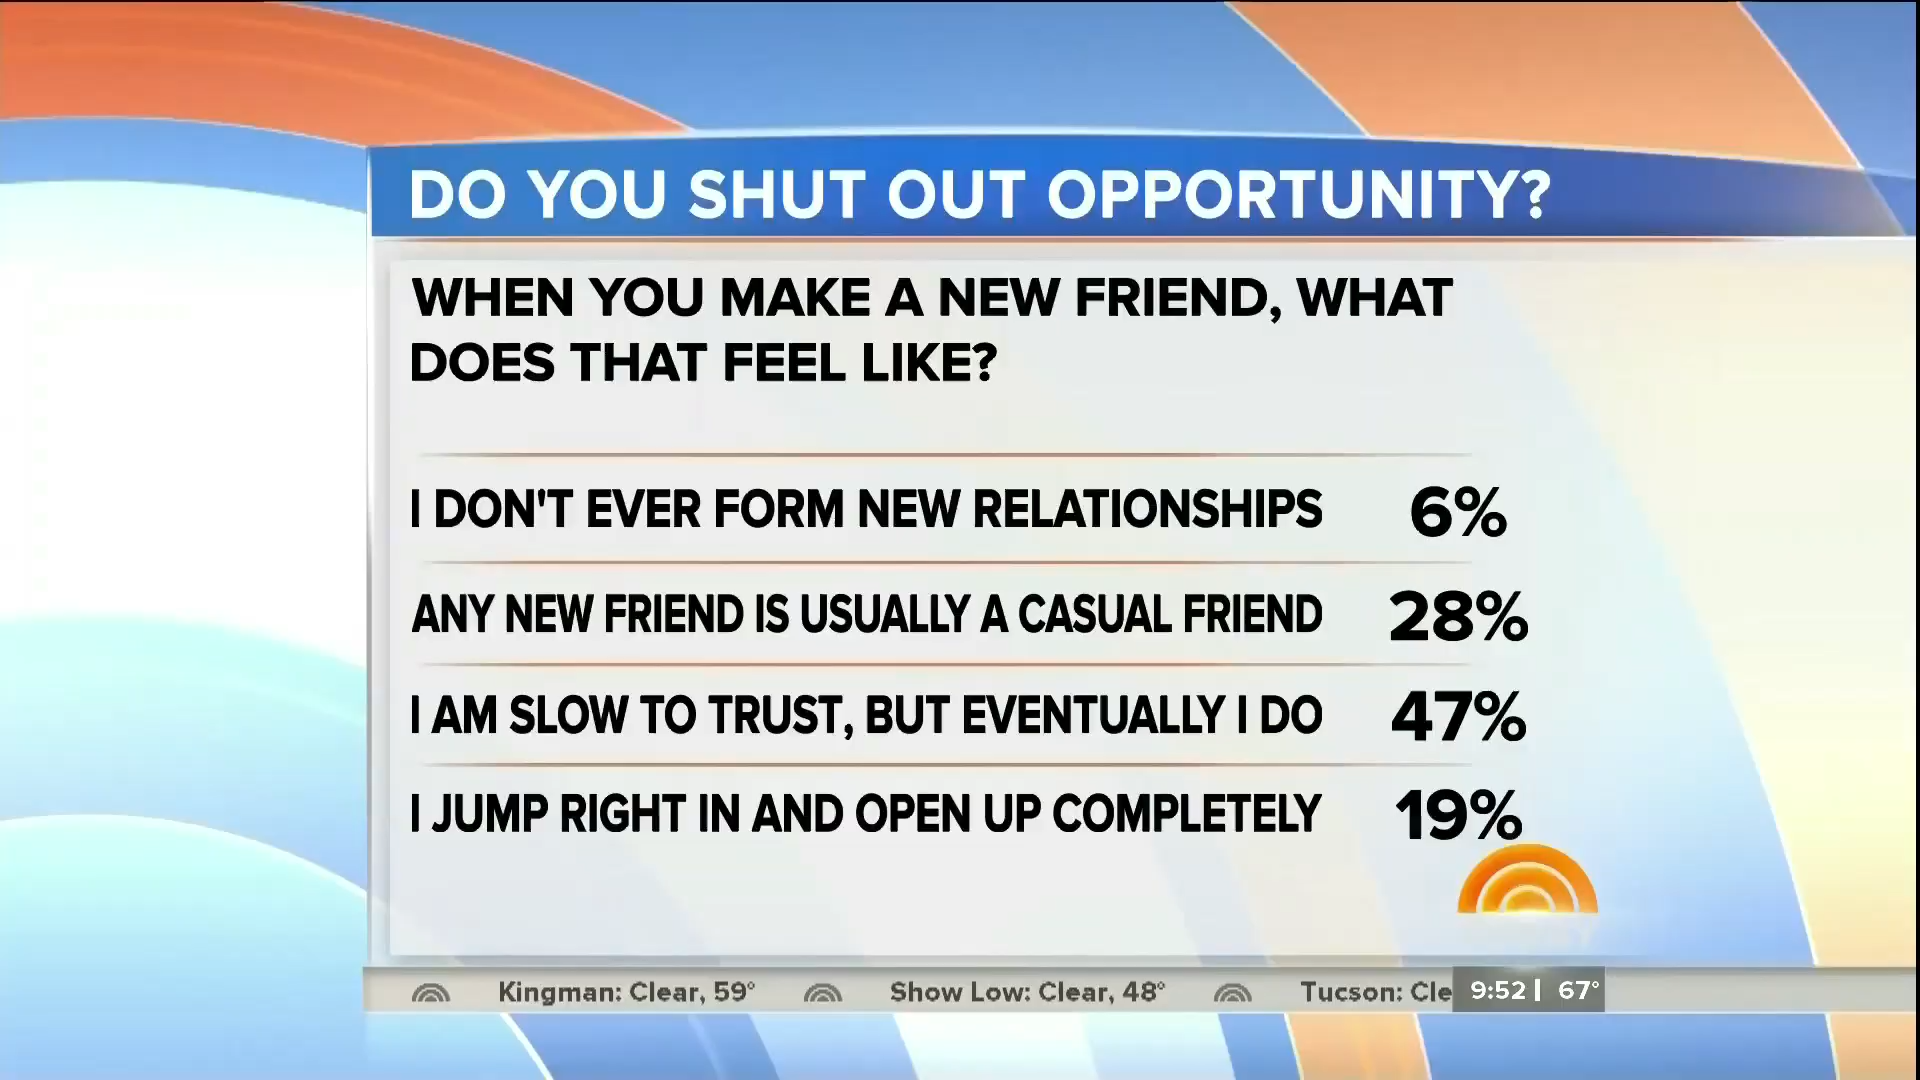 DO YOU SHUT OUT OPPORTUNITY?
WHEN YOU MAKE A NEW FRIEND, WHAT
DOES THAT FEEL LIKE?
I DON'T EVER FORM NEW RELATIONSHIPS 6%
ANY NEW FRIEND IS USUALLY A CASUAL FRIEND 28%
I AM SLOW TO TRUST, BUT EVENTUALLY I DO 47%
I JUMP RIGHT IN AND OPEN UP COMPLETELY 19%
Kingman: Clear, 59° Show Low: Clear, 48° Tucson: Cle 9:52 | 67°